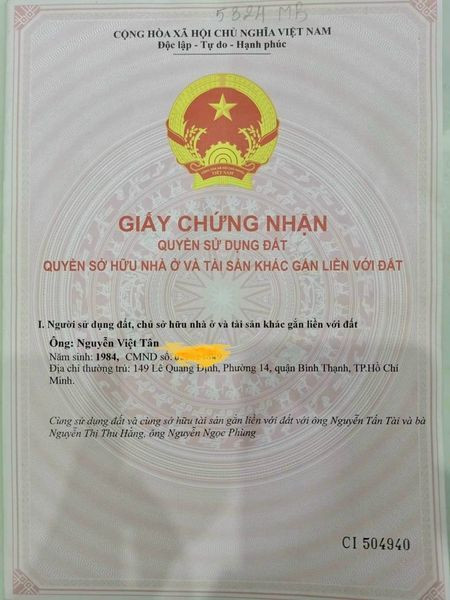 5324 MB
CỘNG HÒA XÃ HỘI CHỦ NGHĨA VIỆT NAM
Độc lập - Tự do - Hạnh phúc
VIỆT NAM
GIẤY CHỨNG NHẬN
QUYỀN SỬ DỤNG ĐẤT
QUYỀN SỞ HỮU NHÀ Ở VÀ TÀI SẢN KHÁC GẮN LIỀN VỚI ĐẤT
I. Người sử dụng đất, chủ sở hữu nhà ở và tài sản khác gắn liền với đất
Ông: Nguyễn Việt Tân
Năm sinh: 1984, CMND số:
Địa chỉ thường trú: 149 Lê Quang Định, Phường 14, quận Bình Thạnh, TP.Hồ Chí
Minh.
Cùng sử dụng đất và cùng sở hữu tài sản gắn liền với đất với ông Nguyễn Tấn Tài và bà
Nguyễn Thị Thu Hằng, ông Nguyễn Ngọc Phùng
CI 504940